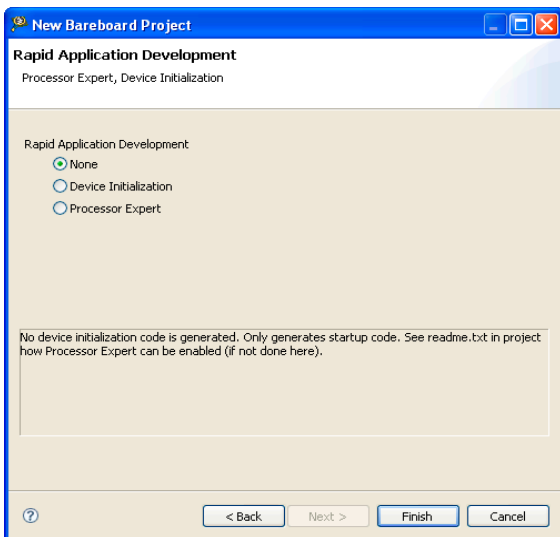 New Bareboard Project
Rapid Application Development
Processor Expert, Device Initialization
Rapid Application Development
None
Device Initialization
Processor Expert
No device initialization code is generated. Only generates startup code. See readme.txt in project
how Processor Expert can be enabled (if not done here).
< Back Next > Finish Cancel